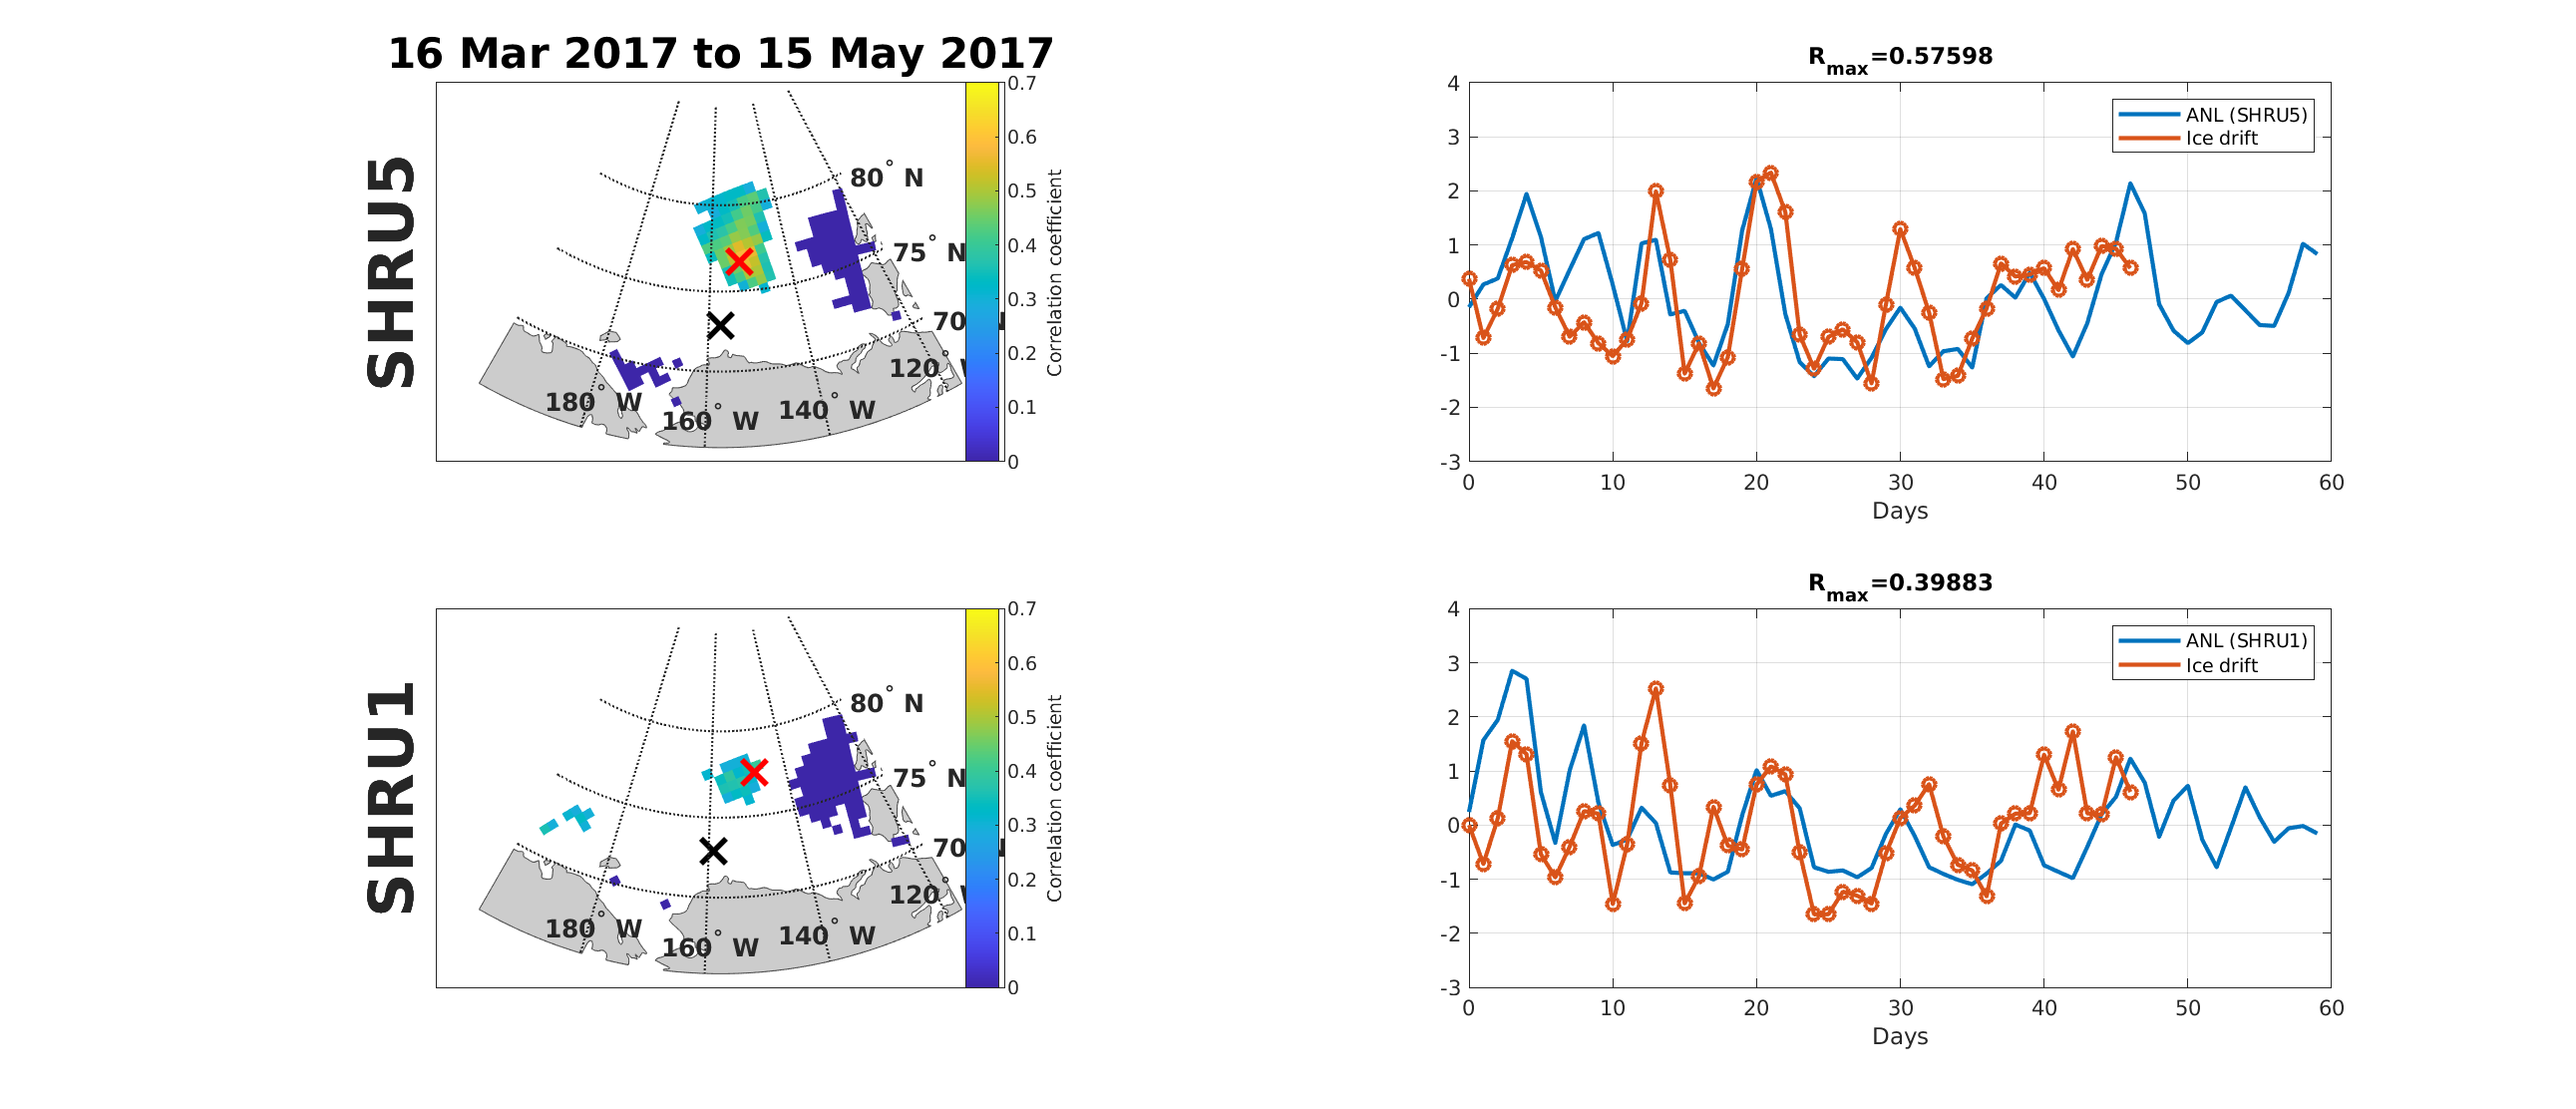 16 Mar 2017 to 15 May 2017
SHRU5
80° N
75° N
70
120°
180° W
160° W
140° W
0.7
0.6
0.5
0.4
0.3
0.2
0.1
0
Correlation coefficient
Rmax=0.57598
ANL (SHRU5)
Ice drift
4
3
2
1
0
-1
-2
-3
0 10 20 30 40 50 60
Days
SHRU1
80° N
75° N
70
120°
180° W
160° W
140° W
0.7
0.6
0.5
0.4
0.3
0.2
0.1
0
Correlation coefficient
Rmax=0.39883
ANL (SHRU1)
Ice drift
4
3
2
1
0
-1
-2
-3
0 10 20 30 40 50 60
Days